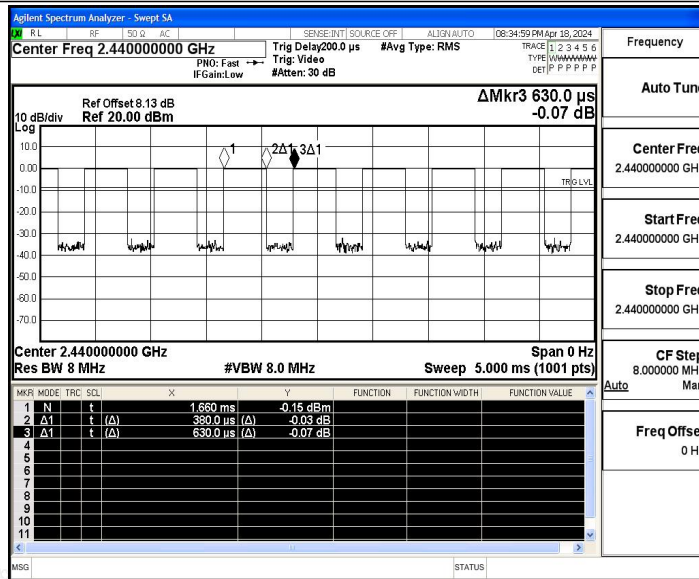 Agilent Spectrum Analyzer - Swept SA
RL RF 50 Ω AC SENSE:INT SOURCE OFF ALIGN AUTO 08:34:59 PM Apr 18, 2024
Center Freq 2.440000000 GHz
PNO: Fast
IFGain:Low
Trig Delay200.0 µs
Trig: Video
#Atten: 30 dB
#Avg Type: RMS
TRACE 1 2 3 4 5 6
TYPE WWWWWW
DET P P P P P P
Ref Offset 8.13 dB
10 dB/div Ref 20.00 dBm
Log
ΔMkr3 630.0 µs
-0.07 dB
1 2Δ1 3Δ1
10.0
0.00
-10.0
-20.0
-30.0
-40.0
-50.0
-60.0
-70.0
TRIG LVL
Center 2.440000000 GHz Span 0 Hz
Res BW 8 MHz #VBW 8.0 MHz Sweep 5.000 ms (1001 pts)
MKR MODE TRC SCL X Y FUNCTION FUNCTION WIDTH FUNCTION VALUE
1 N t 1.660 ms -0.15 dBm
2 Δ1 t (Δ) 380.0 µs (Δ) -0.03 dB
3 Δ1 t (Δ) 630.0 µs (Δ) -0.07 dB
4
5
6
7
8
9
10
11
MSG STATUS
Frequency
Auto Tun
Center Fre
2.440000000 GH
Start Fre
2.440000000 GH
Stop Fre
2.440000000 GH
CF Step
8.000000 MH
Auto Ma
Freq Offse
0 H